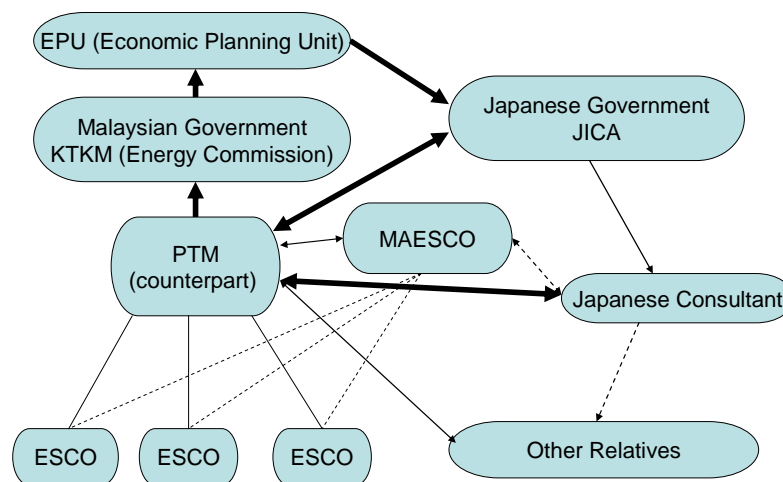 EPU (Economic Planning Unit)
Japanese Government
JICA
Malaysian Government
KTKM (Energy Commission)
PTM
(counterpart)
MAESCO
Japanese Consultant
ESCO
ESCO
ESCO
Other Relatives